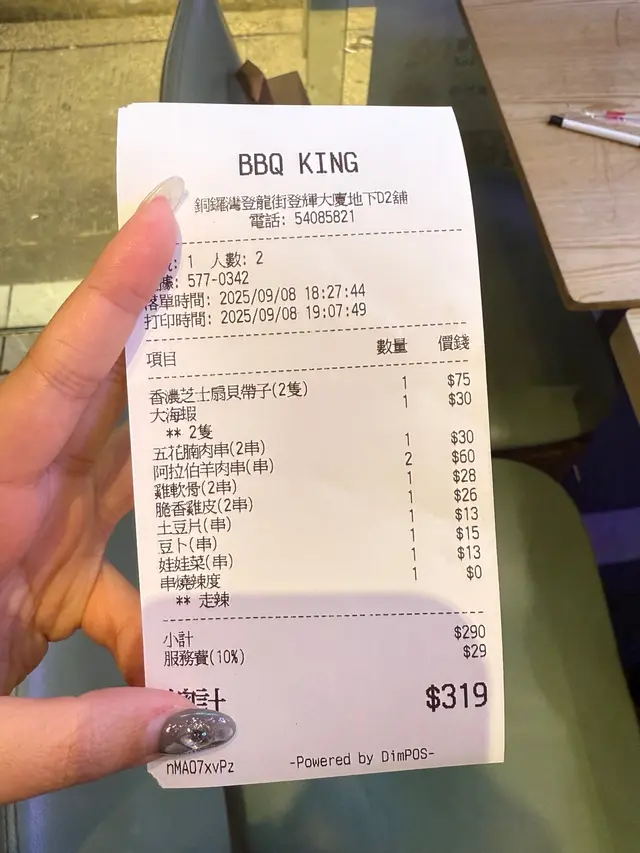 BBQ KING
銅鑼灣登龍街登輝大廈地下D2舖
電話: 54085821
: 1 人數: 2
據: 577-0342
落單時間: 2025/09/08 18:27:44
打印時間: 2025/09/08 19:07:49
項目 數量 價錢
香濃芝士扇貝帶子(2隻) 1 $75
大海蝦 1 $30
** 2隻
五花腩肉串(2串) 1 $30
阿拉伯羊肉串(串) 2 $60
雞軟骨(2串) 1 $28
脆香雞皮(2串) 1 $26
土豆片(串) 1 $13
豆卜(串) 1 $15
娃娃菜(串) 1 $13
串燒辣度 1 $0
** 走辣
小計 $290
服務費(10%) $29
總計 $319
nMAO7xvPz -Powered by DimPOS-